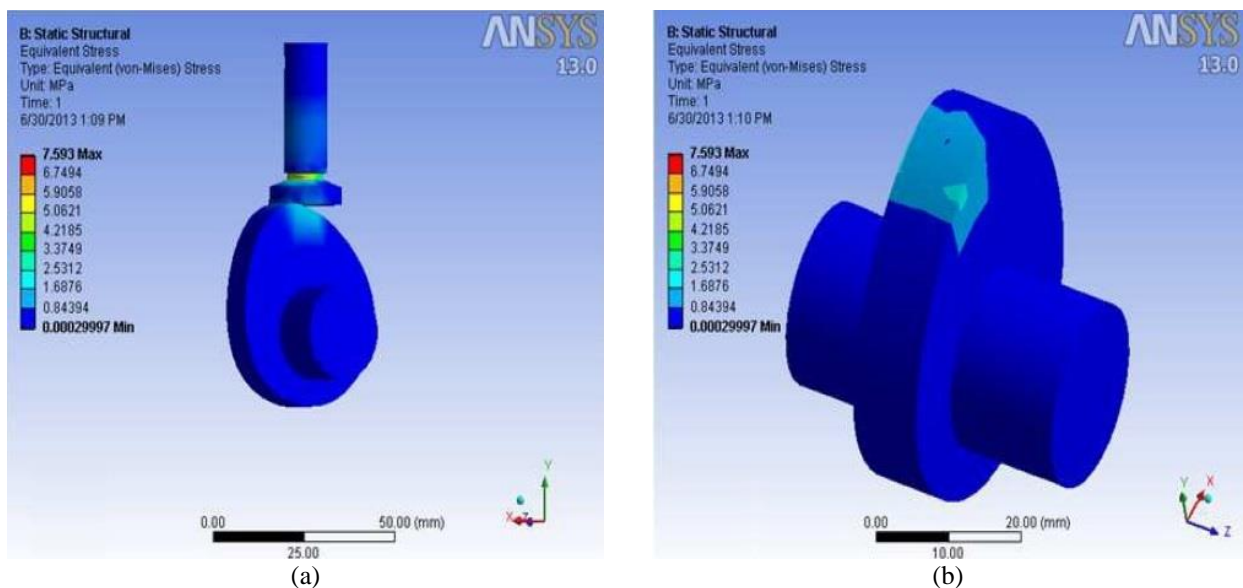 B: Static Structural
Equivalent Stress
Type: Equivalent (von-Mises) Stress
Unit: MPa
Time: 1
6/30/2013 1:09 PM
7.593 Max
6.7494
5.9058
5.0621
4.2185
3.3749
2.5312
1.6876
0.84394
0.00029997 Min
ANSYS
13.0
Y
X
Z
0.00
50.00 (mm)
25.00
(a)
B: Static Structural
Equivalent Stress
Type: Equivalent (von-Mises) Stress
Unit: MPa
Time: 1
6/30/2013 1:10 PM
7.593 Max
6.7494
5.9058
5.0621
4.2185
3.3749
2.5312
1.6876
0.84394
0.00029997 Min
ANSYS
13.0
Y
X
Z
0.00
20.00 (mm)
10.00
(b)